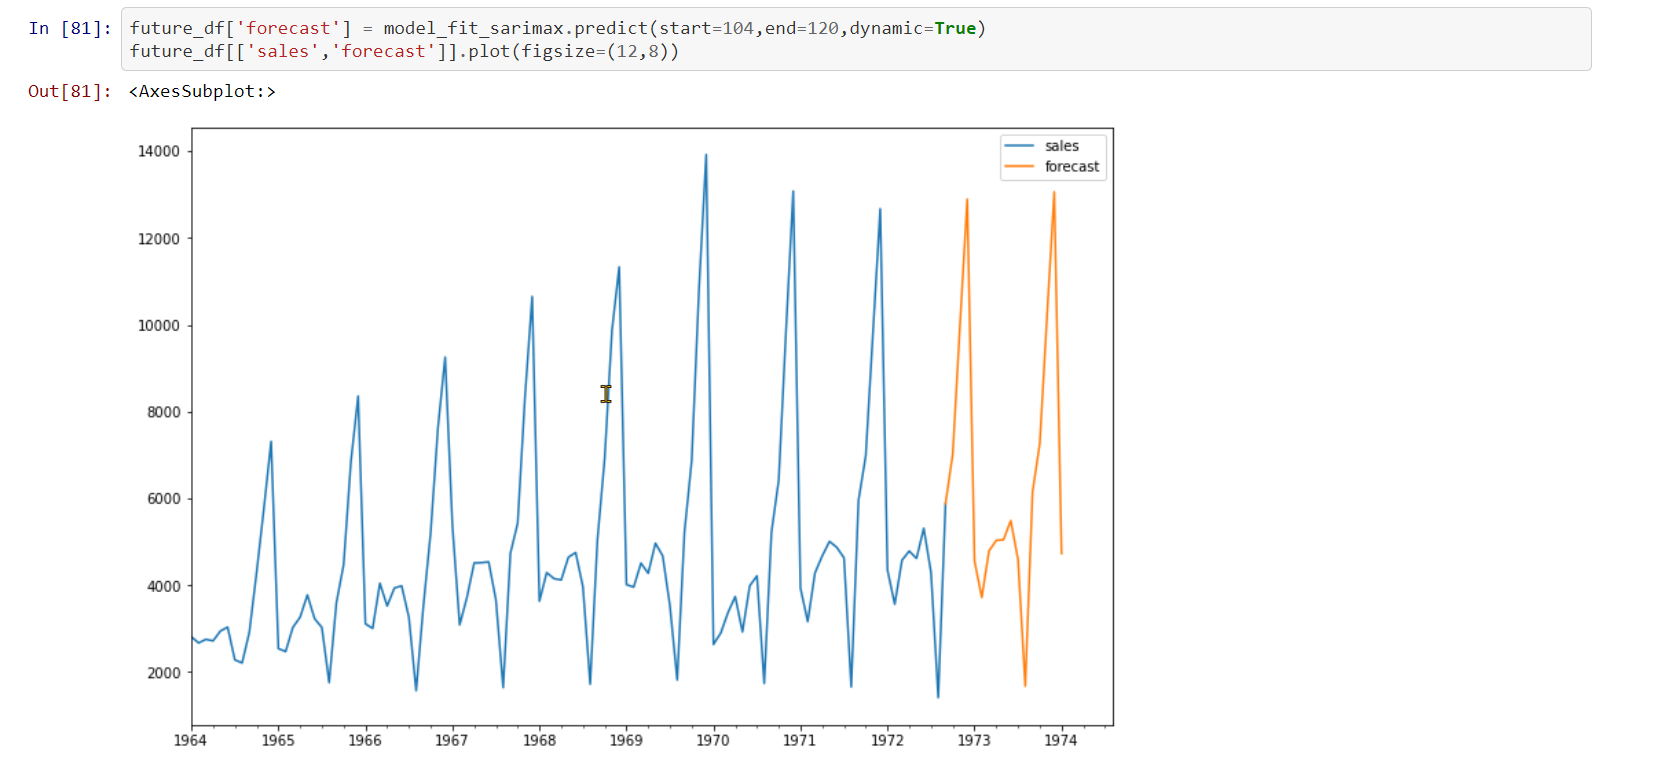 In [81]: future_df['forecast'] = model_fit_sarimax.predict(start=104,end=120,dynamic=True)
future_df[['sales','forecast']].plot(figsize=(12,8))
Out[81]: <AxesSubplot:>
sales
forecast
14000
12000
10000
8000
6000
4000
2000
1964 1965 1966 1967 1968 1969 1970 1971 1972 1973 1974